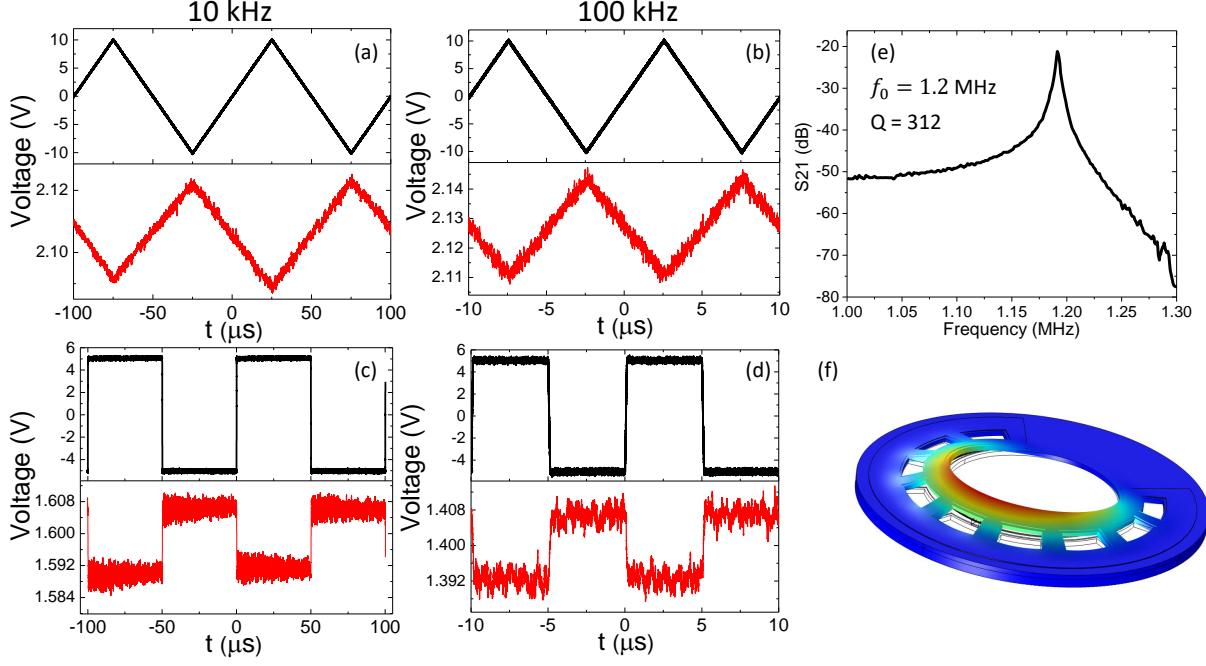 10 kHz
100 kHz
(a)
10
5
0
-5
-10
2.12
2.10
Voltage (V)
-100 -50 0 50 100
t (μs)
(b)
10
5
0
-5
-10
2.14
2.13
2.12
2.11
Voltage (V)
-10 -5 0 5 10
t (μs)
(e)
f₀ = 1.2 MHz
Q = 312
-20
-30
-40
-50
-60
-70
-80
S21 (dB)
1.00 1.05 1.10 1.15 1.20 1.25 1.30
Frequency (MHz)
(c)
6
4
2
0
-2
-4
1.608
1.600
1.592
1.584
Voltage (V)
-100 -50 0 50 100
t (μs)
(d)
6
4
2
0
-2
-4
1.408
1.400
1.392
Voltage (V)
-10 -5 0 5 10
t (μs)
(f)